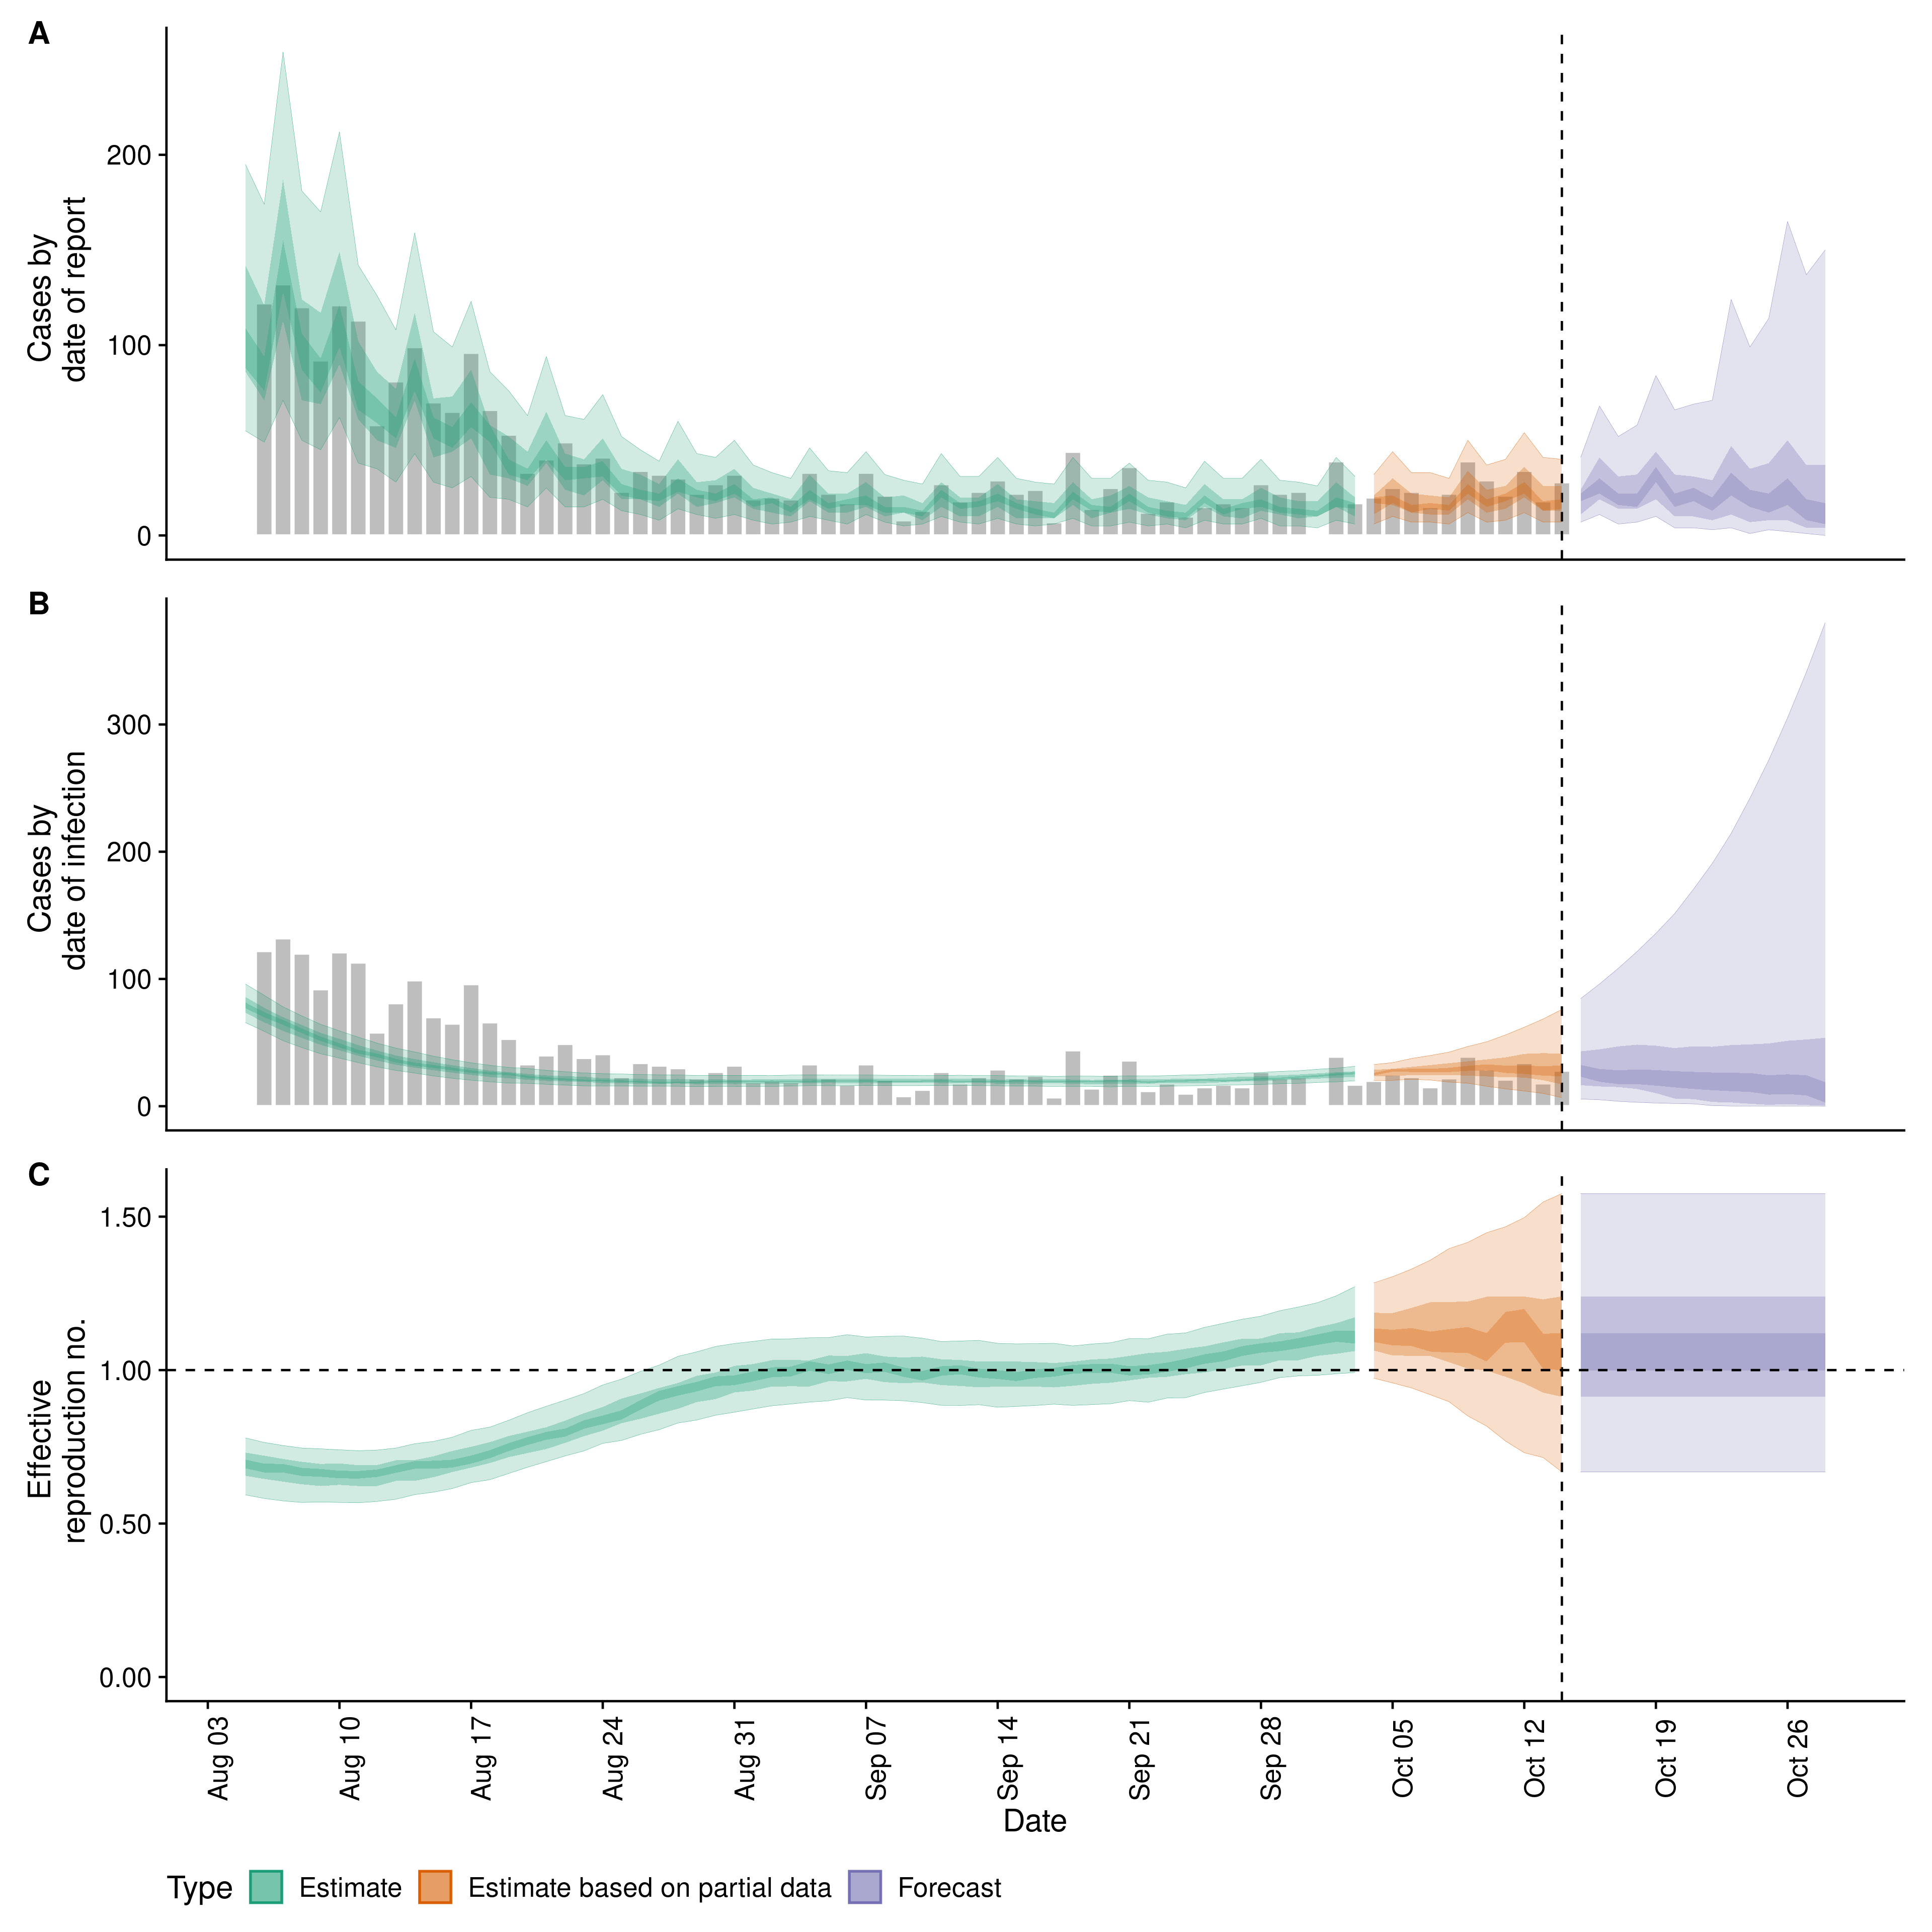 A
Cases by
date of report
200
100
0
B
Cases by
date of infection
300
200
100
0
C
Effective
reproduction no.
1.50
1.00
0.50
0.00
Aug 03
Aug 10
Aug 17
Aug 24
Aug 31
Sep 07
Sep 14
Sep 21
Sep 28
Oct 05
Oct 12
Oct 19
Oct 26
Date
Type Estimate Estimate based on partial data Forecast